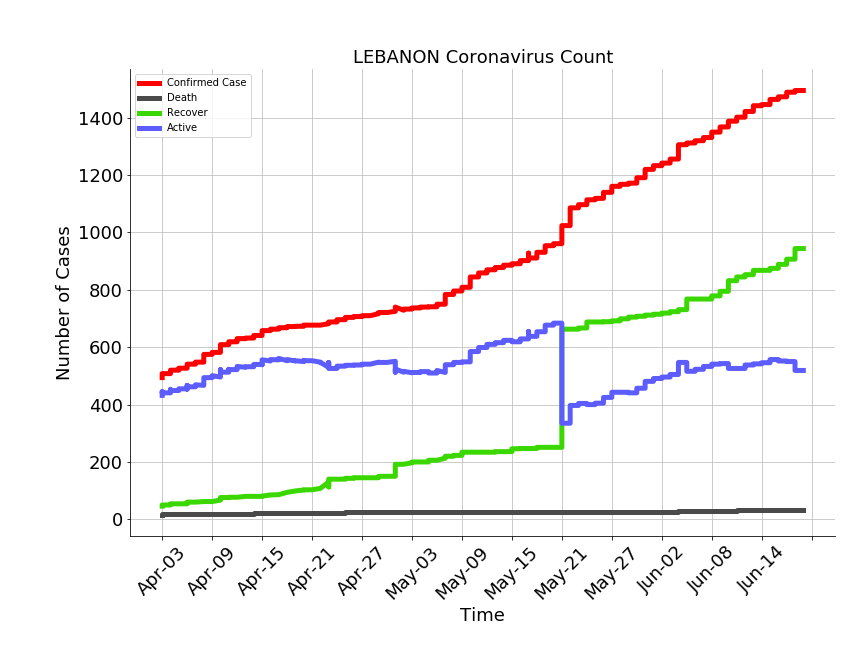 LEBANON Coronavirus Count
Confirmed Case
Death
Recover
Active
Number of Cases
1400
1200
1000
800
600
400
200
0
Apr-03 Apr-09 Apr-15 Apr-21 Apr-27 May-03 May-09 May-15 May-21 May-27 Jun-02 Jun-08 Jun-14
Time